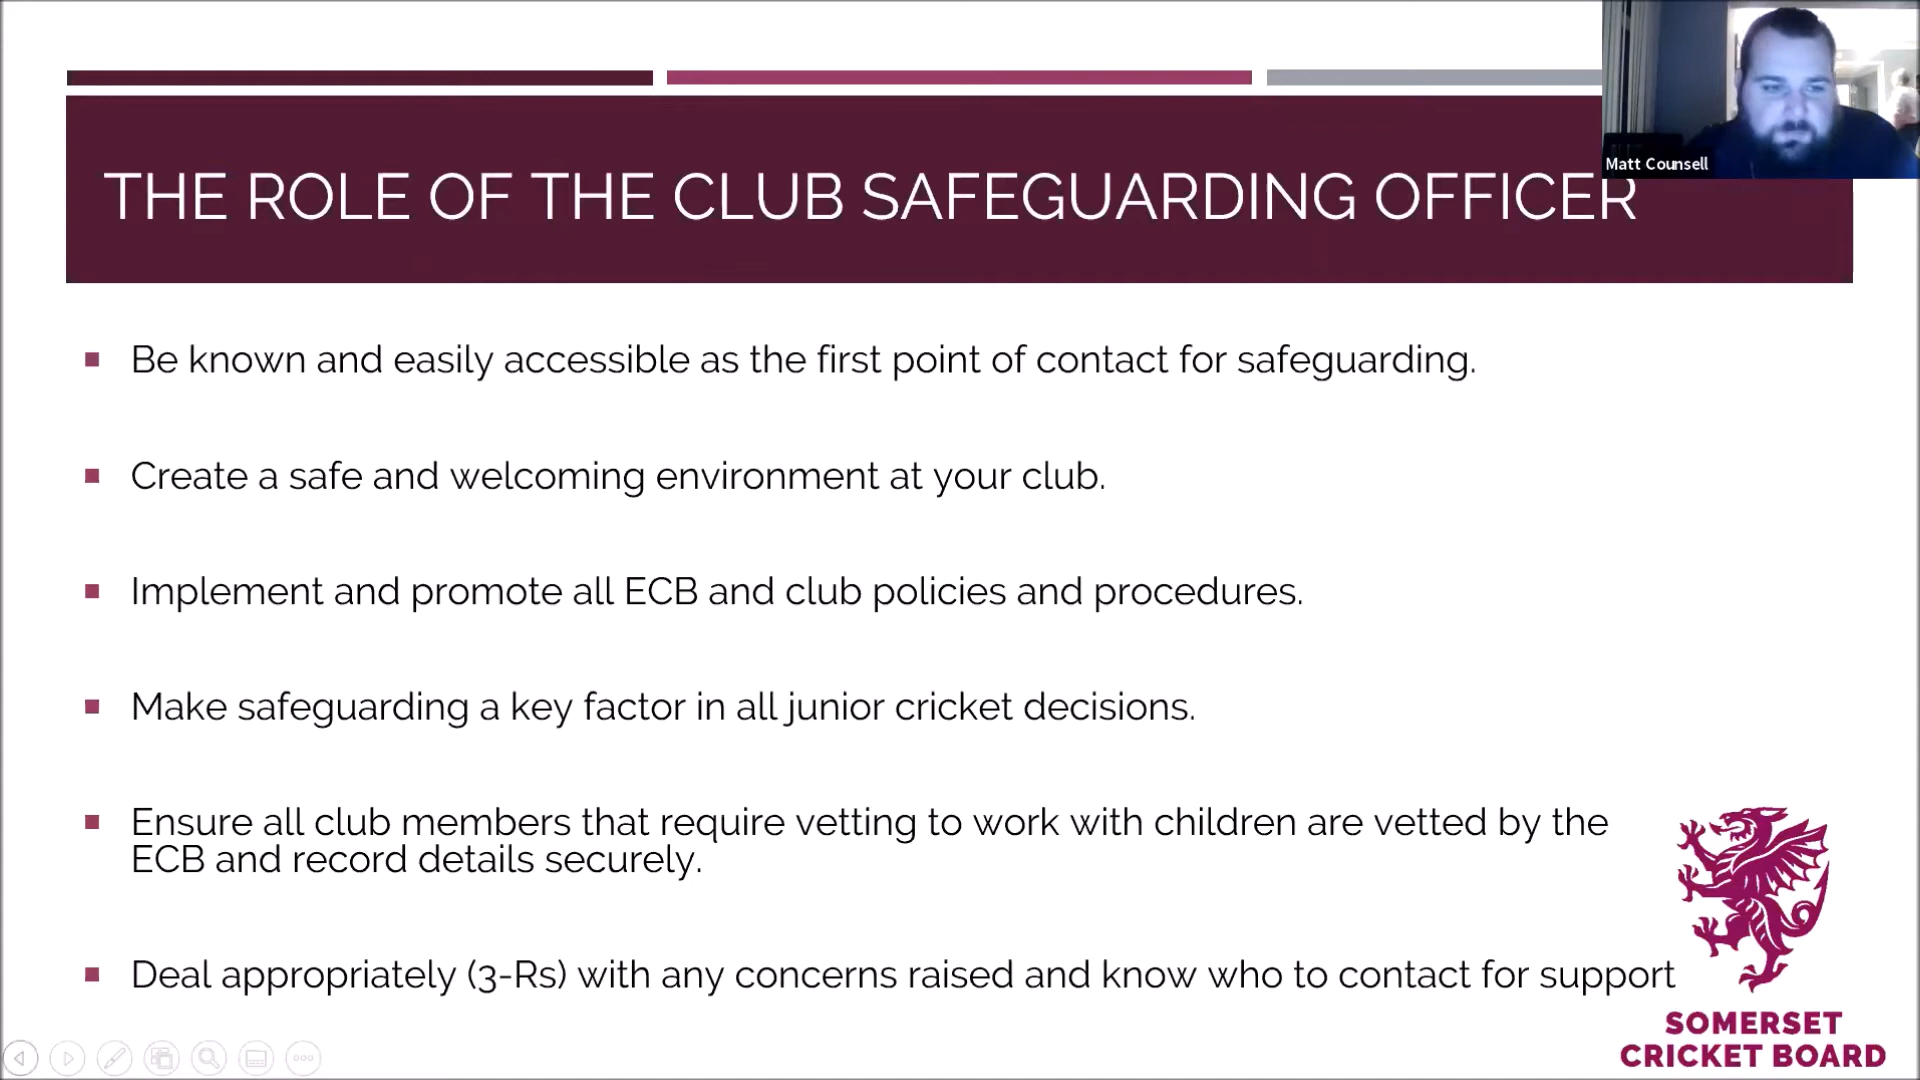 Matt Counsell
THE ROLE OF THE CLUB SAFEGUARDING OFFICER
Be known and easily accessible as the first point of contact for safeguarding.
Create a safe and welcoming environment at your club.
Implement and promote all ECB and club policies and procedures.
Make safeguarding a key factor in all junior cricket decisions.
Ensure all club members that require vetting to work with children are vetted by the
ECB and record details securely.
Deal appropriately (3-Rs) with any concerns raised and know who to contact for support
SOMERSET
CRICKET BOARD